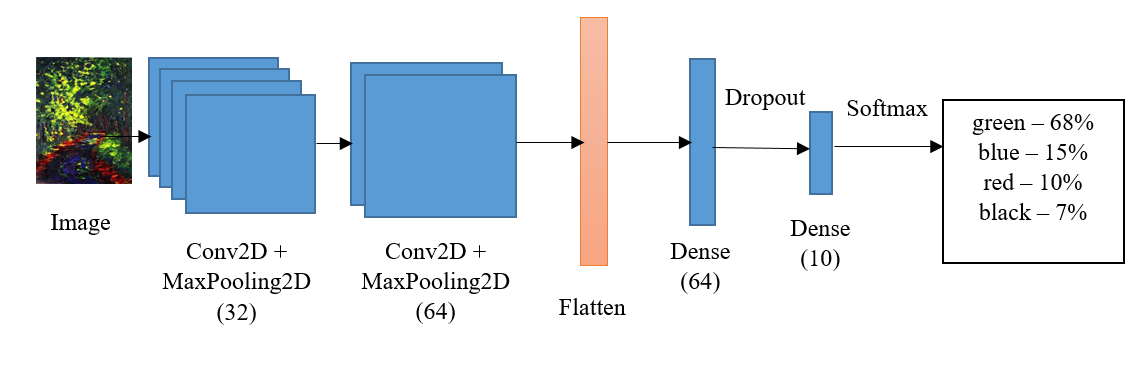 Image
Conv2D +
MaxPooling2D
(32)
Conv2D +
MaxPooling2D
(64)
Flatten
Dense
(64)
Dropout
Dense
(10)
Softmax
green – 68%
blue – 15%
red – 10%
black – 7%